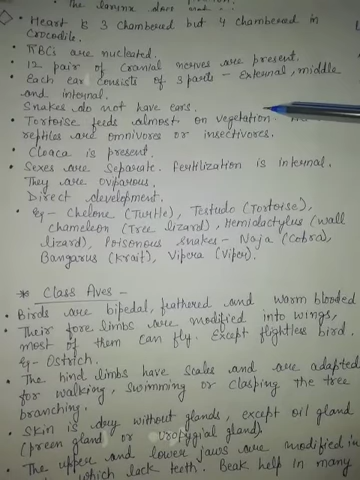 The laminae does
• Heart is 3 chambered but 4 chambered in
Crocodile.
• RBCs are nucleated.
• 12 pair of Cranial nerves are present.
• Each ear consists of 3 parts - External, middle
and internal.
Snakes do not have ears.
• Tortoise feeds almost on vegetation.
reptiles are omnivores or insectivores.
• Cloaca is present.
• Sexes are separate. Fertilization is internal.
They are oviparous.
Direct development.
• Eg - Chelone (Turtle), Testudo (Tortoise),
Chameleon (Tree lizard), Hemidactylus (wall
lizard), Poisonous snakes - Naja (Cobra),
Bangarus (Krait), Vipera (Viper).
* Class Aves -
• Birds are bipedal, feathered and warm blooded
• Their fore limbs are modified into wings,
most of them can fly. Except flightless bird.
Eg - Ostrich.
• The hind limbs have scales and are adapted
for walking, swimming or clasping the tree
branching.
• Skin is dry without glands, except oil gland
(preen gland or uropygial gland)
• The upper and lower jaws are modified in
which lack teeth. Beak help in many